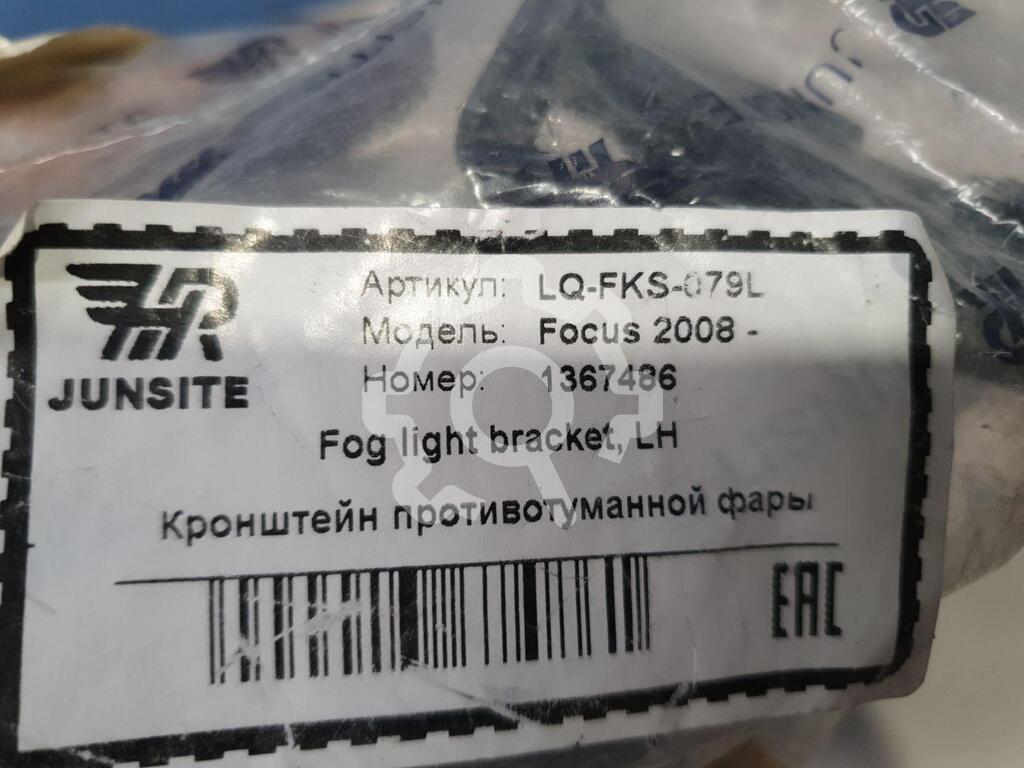 JUNSITE
Артикул: LQ-FKS-079L
Модель: Focus 2008 -
Номер: 1367486
Fog light bracket, LH
Кронштейн противотуманной фары
EAC